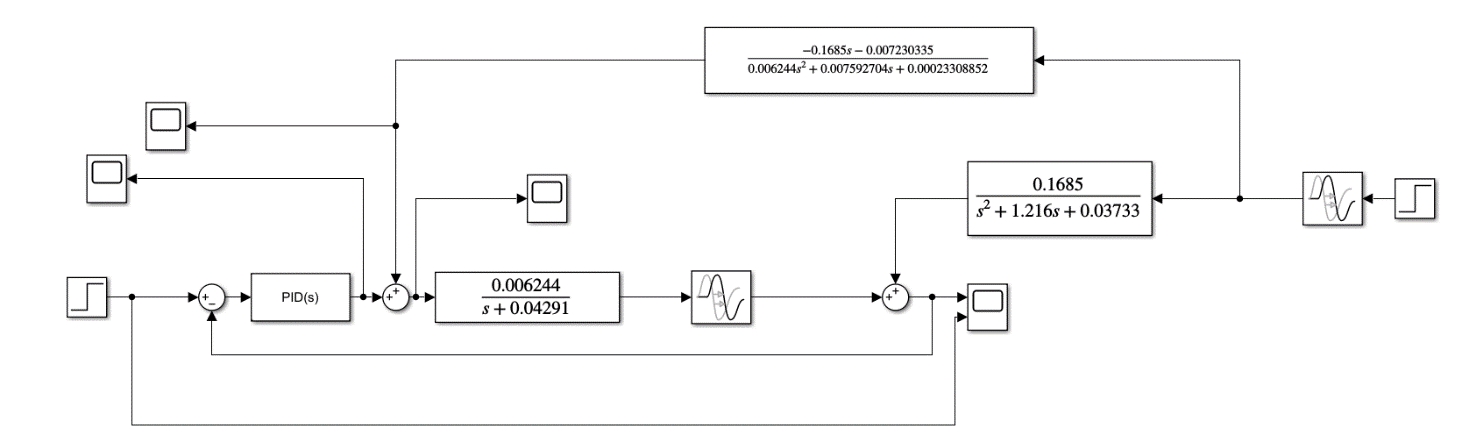 −0.1685s − 0.007230335
0.006244s² + 0.007592704s + 0.00023308852
0.1685
s² + 1.216s + 0.03733
+
−
PID(s)
+
+
0.006244
s + 0.04291
+
+